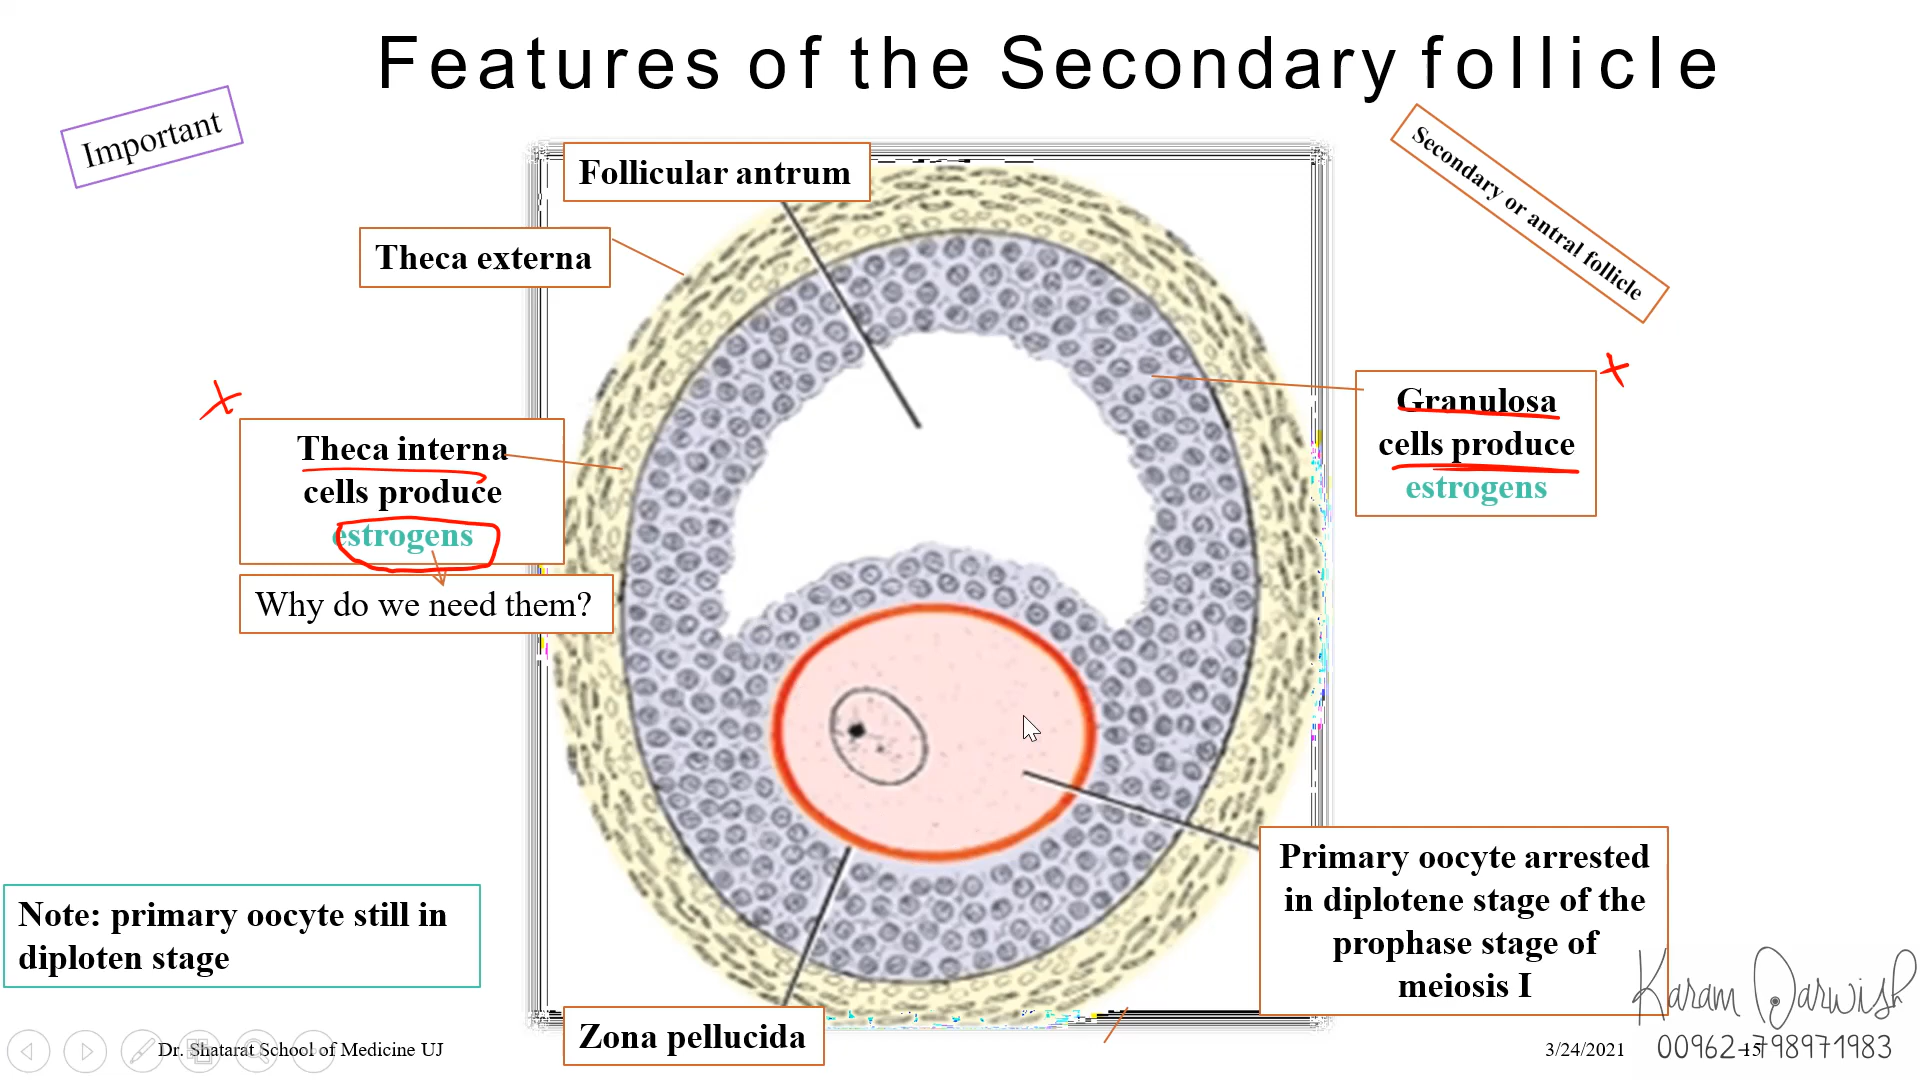 Features of the Secondary follicle
Important
Secondary or antral follicle
Follicular antrum
Theca externa
Theca interna
cells produce
estrogens
Why do we need them?
Granulosa
cells produce
estrogens
Primary oocyte arrested
in diplotene stage of the
prophase stage of
meiosis I
Note: primary oocyte still in
diploten stage
Zona pellucida
Karam Darwish
00962-798971983
Dr. Shatarat School of Medicine UJ
3/24/2021
15